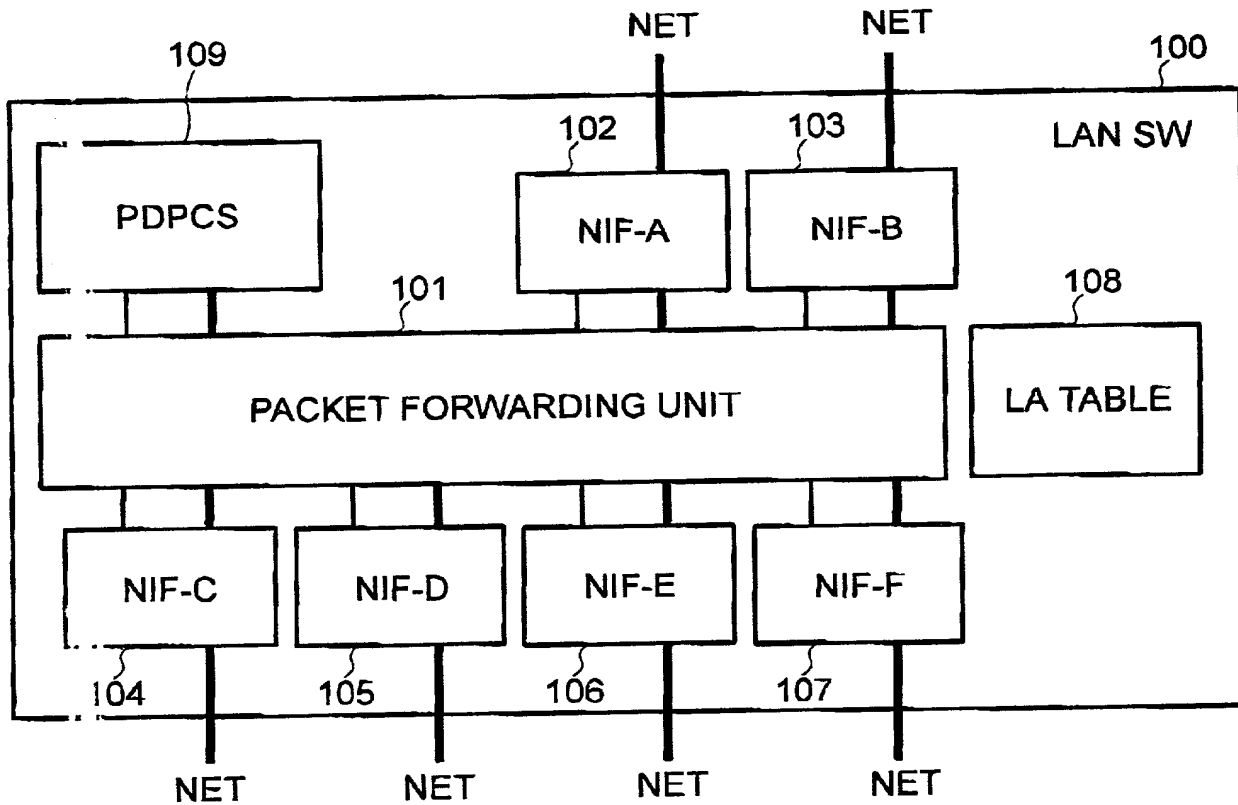 NET NET
109 100
102 103 LAN SW
PDPCS NIF-A NIF-B
101 108
PACKET FORWARDING UNIT LA TABLE
NIF-C NIF-D NIF-E NIF-F
104 105 106 107
NET NET NET NET